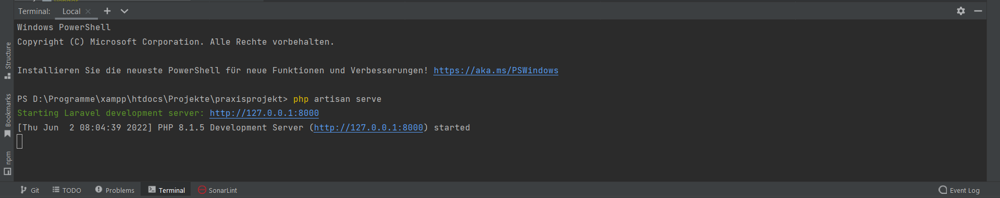 Terminal: Local
Windows PowerShell
Copyright (C) Microsoft Corporation. Alle Rechte vorbehalten.
Installieren Sie die neueste PowerShell für neue Funktionen und Verbesserungen! https://aka.ms/PSWindows
PS D:\Programme\xampp\htdocs\Projekte\praxisprojekt> php artisan serve
Starting Laravel development server: http://127.0.0.1:8000
[Thu Jun  2 08:04:39 2022] PHP 8.1.5 Development Server (http://127.0.0.1:8000) started
Structure
Bookmarks
npm
Git TODO Problems Terminal SonarLint Event Log